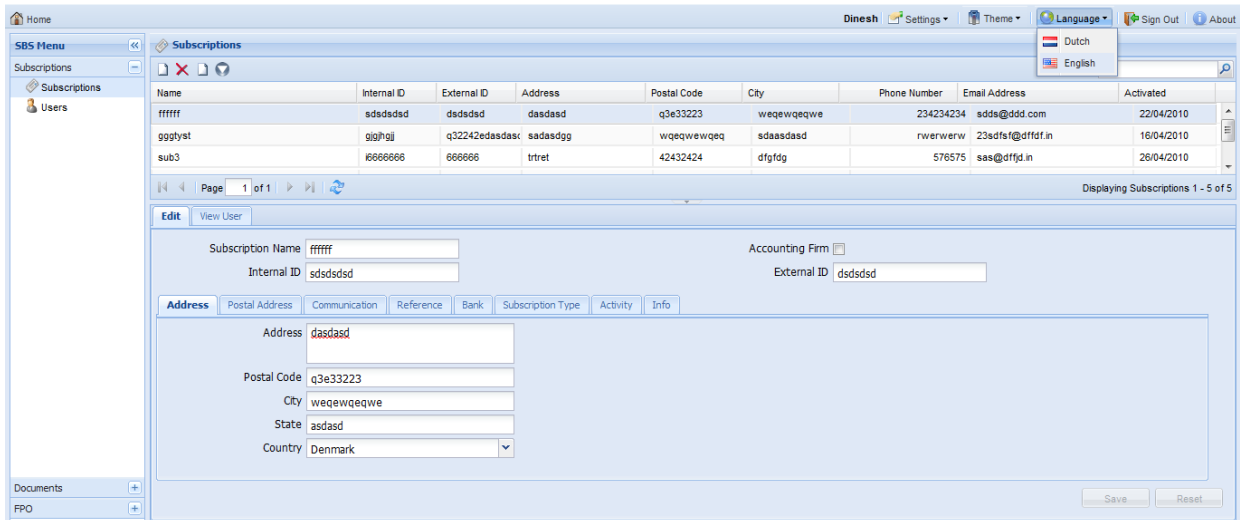 Home Dinesh Settings Theme Language Sign Out About
Dutch
English
SBS Menu
Subscriptions
Subscriptions
Users
Documents
FPO
Subscriptions
Name Internal ID External ID Address Postal Code City Phone Number Email Address Activated
ffffff sdsdsdsd dsdsdsd dasdasd q3e33223 weqewqeqwe 234234234 sdds@ddd.com 22/04/2010
gggtyst gjgjhgjj q32242edasdasd sadasdgg wqeqwewqeq sdaasdasd rwerwerw 23sdfsf@dffdf.in 16/04/2010
sub3 i6666666 666666 trtret 42432424 dfgfdg 576575 sas@dffjd.in 26/04/2010
Page 1 of 1 Displaying Subscriptions 1 - 5 of 5
Edit View User
Subscription Name ffffff Accounting Firm
Internal ID sdsdsdsd External ID dsdsdsd
Address Postal Address Communication Reference Bank Subscription Type Activity Info
Address dasdasd
Postal Code q3e33223
City weqewqeqwe
State asdasd
Country Denmark
Save Reset